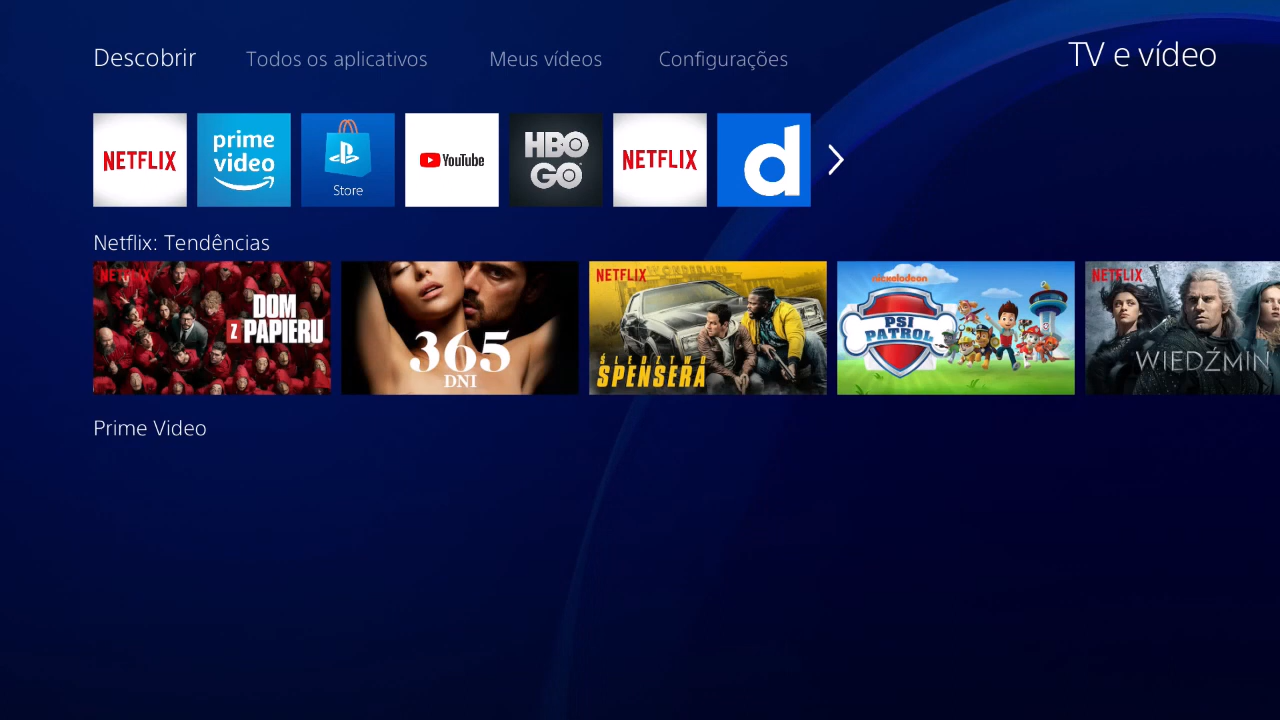 Descobrir Todos os aplicativos Meus vídeos Configurações TV e vídeo
NETFLIX prime video Store YouTube HBO GO NETFLIX d
Netflix: Tendências
NETFLIX
DOM
Z PAPIERU
365
DNI
NETFLIX
ŚLEDZTWO
SPENSERA
nickelodeon
PSI
PATROL
NETFLIX
WIEDŹMIN
Prime Video